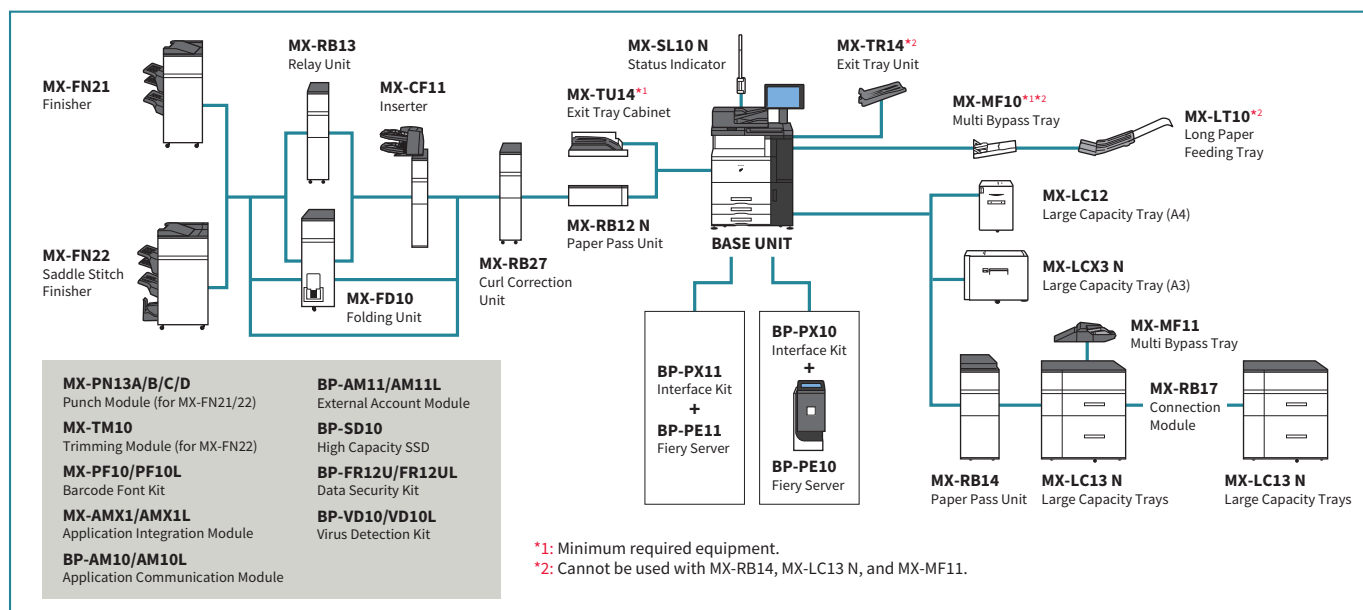 MX-FN21
Finisher
MX-RB13
Relay Unit
MX-CF11
Inserter
MX-SL10 N
Status Indicator
MX-TU14*1
Exit Tray Cabinet
MX-TR14*2
Exit Tray Unit
MX-MF10*1*2
Multi Bypass Tray
MX-LT10*2
Long Paper
Feeding Tray
MX-FN22
Saddle Stitch
Finisher
MX-FD10
Folding Unit
MX-RB27
Curl Correction
Unit
MX-RB12 N
Paper Pass Unit
BASE UNIT
MX-LC12
Large Capacity Tray (A4)
MX-LCX3 N
Large Capacity Tray (A3)
MX-MF11
Multi Bypass Tray
MX-RB17
Connection
Module
MX-RB14
Paper Pass Unit
MX-LC13 N
Large Capacity Trays
MX-LC13 N
Large Capacity Trays
BP-PX11
Interface Kit
+
BP-PE11
Fiery Server
BP-PX10
Interface Kit
+
BP-PE10
Fiery Server
MX-PN13A/B/C/D
Punch Module (for MX-FN21/22)
MX-TM10
Trimming Module (for MX-FN22)
MX-PF10/PF10L
Barcode Font Kit
MX-AMX1/AMX1L
Application Integration Module
BP-AM10/AM10L
Application Communication Module
BP-AM11/AM11L
External Account Module
BP-SD10
High Capacity SSD
BP-FR12U/FR12UL
Data Security Kit
BP-VD10/VD10L
Virus Detection Kit
*1: Minimum required equipment.
*2: Cannot be used with MX-RB14, MX-LC13 N, and MX-MF11.